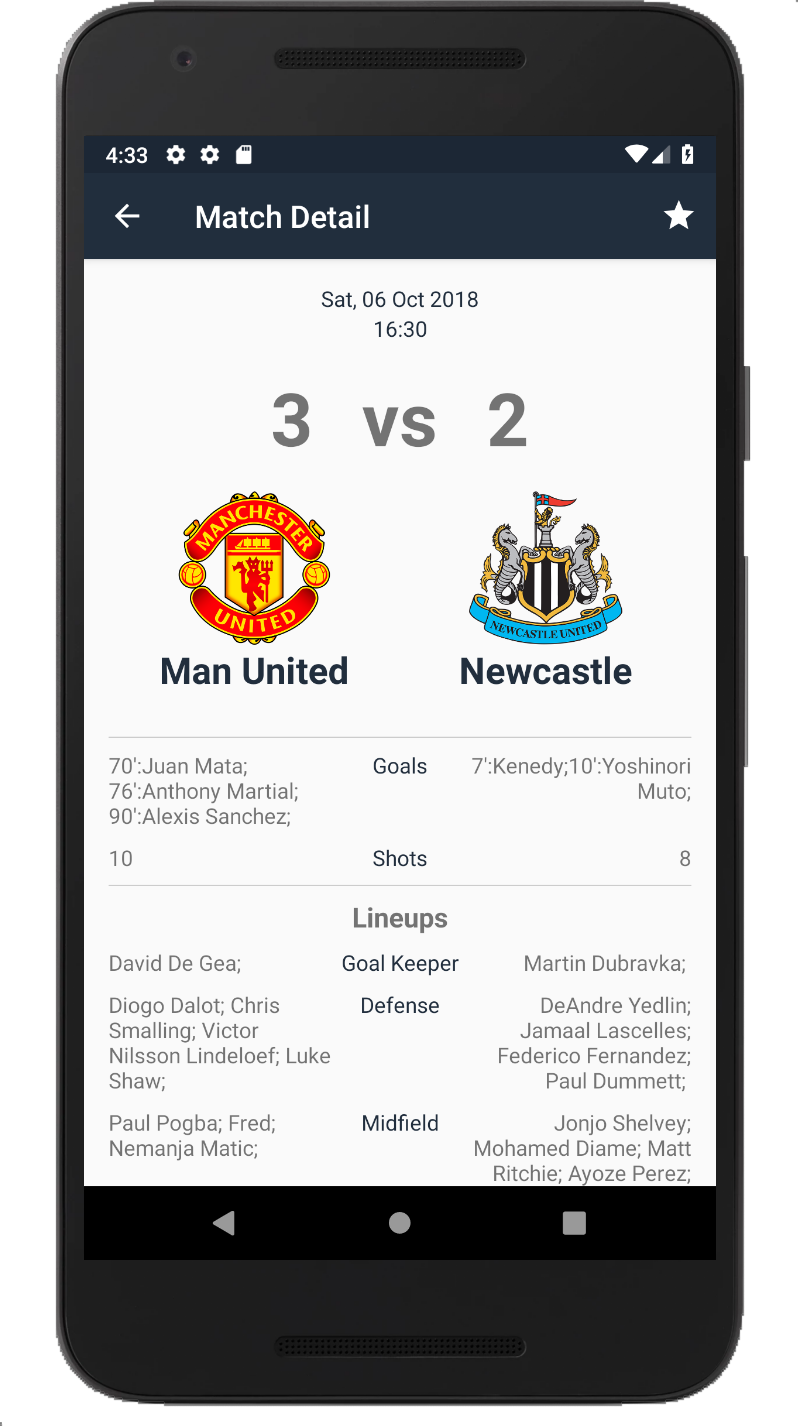 4:33
Match Detail
Sat, 06 Oct 2018
16:30
3 vs 2
MANCHESTER
UNITED
NEWCASTLE UNITED
Man United
Newcastle
70':Juan Mata;
76':Anthony Martial;
90':Alexis Sanchez;
Goals
7':Kenedy;10':Yoshinori
Muto;
10
Shots
8
Lineups
David De Gea;
Goal Keeper
Martin Dubravka;
Diogo Dalot; Chris
Smalling; Victor
Nilsson Lindeloef; Luke
Shaw;
Defense
DeAndre Yedlin;
Jamaal Lascelles;
Federico Fernandez;
Paul Dummett;
Paul Pogba; Fred;
Nemanja Matic;
Midfield
Jonjo Shelvey;
Mohamed Diame; Matt
Ritchie; Ayoze Perez;